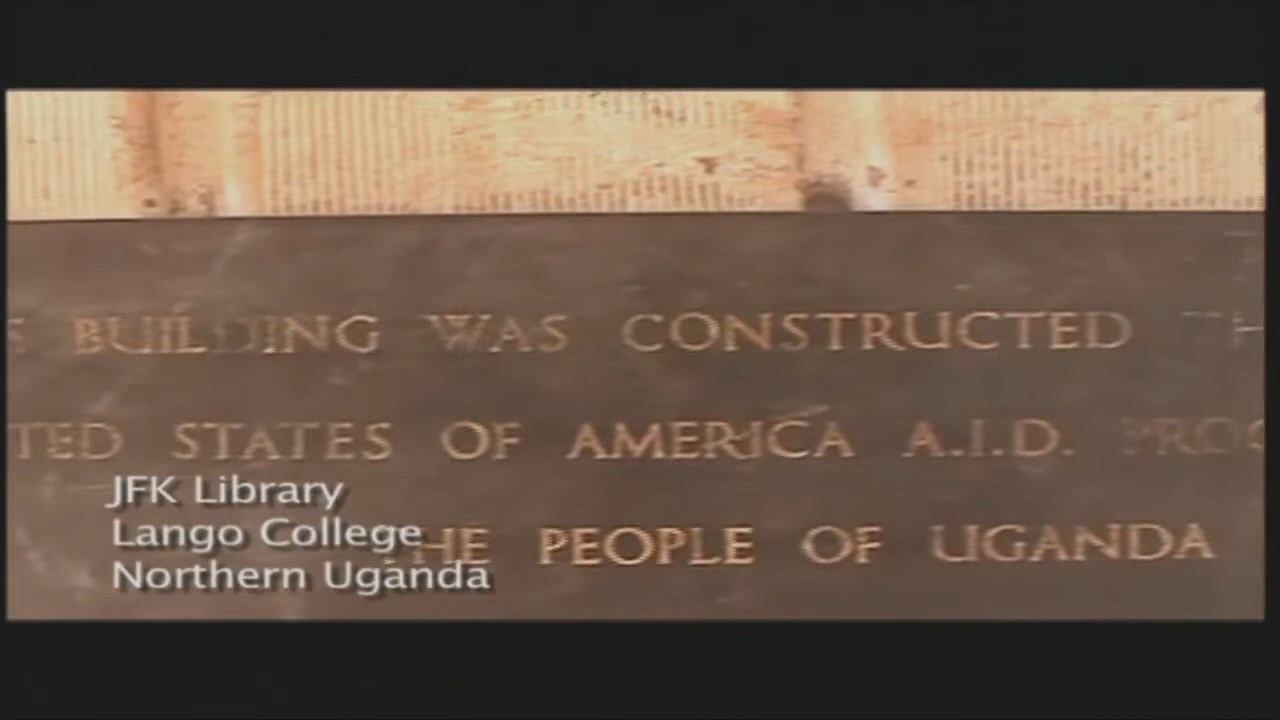 BUILDING WAS CONSTRUCTED
STATES OF AMERICA A.I.D.
PEOPLE OF UGANDA
JFK Library
Lango College
Northern Uganda